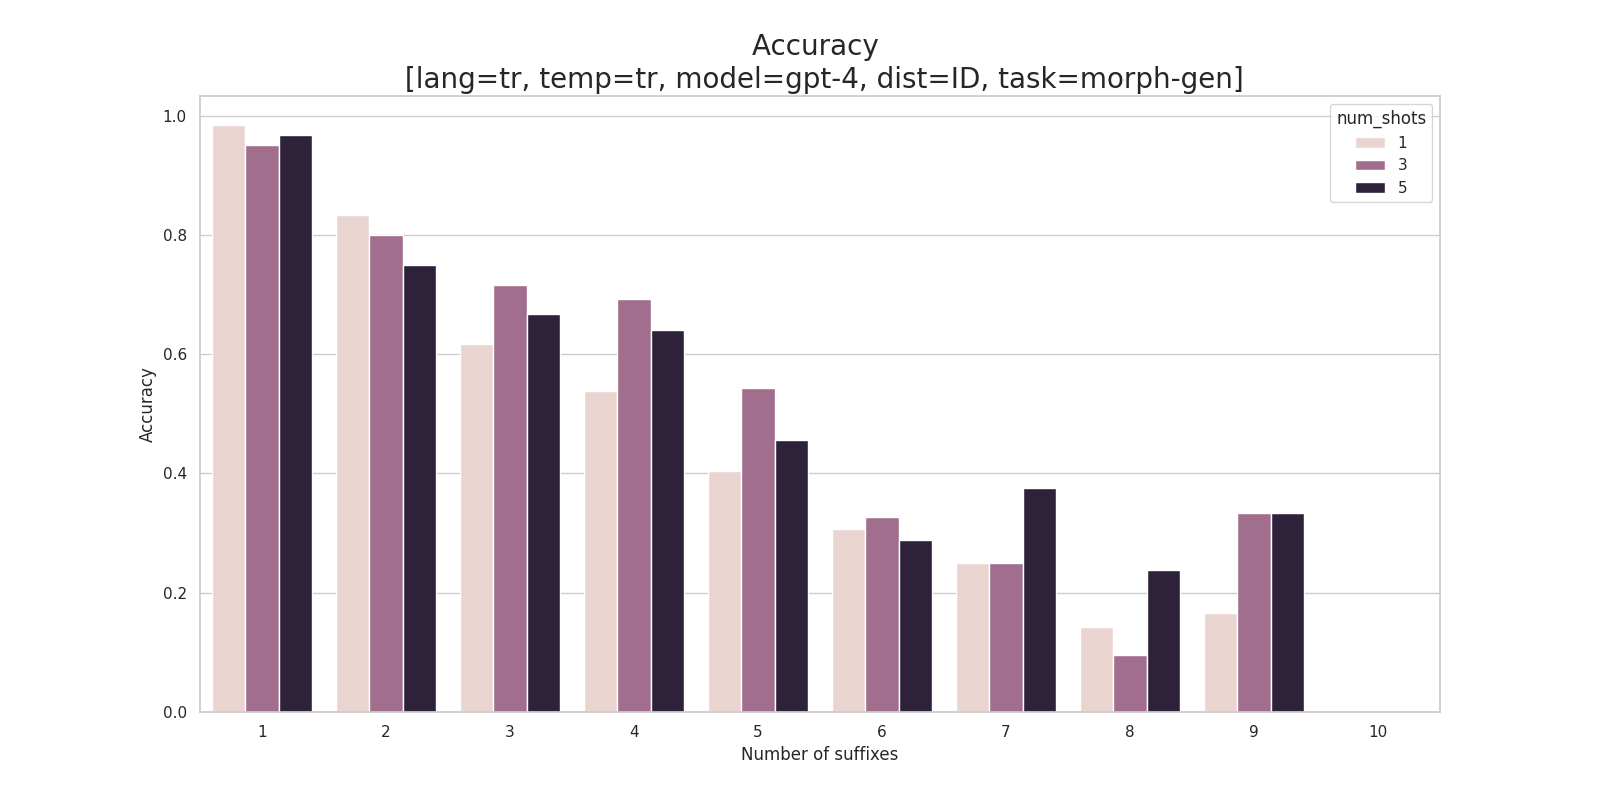 Accuracy
[lang=tr, temp=tr, model=gpt-4, dist=ID, task=morph-gen]
num_shots
1
3
5
Accuracy
1.0
0.8
0.6
0.4
0.2
0.0
1 2 3 4 5 6 7 8 9 10
Number of suffixes